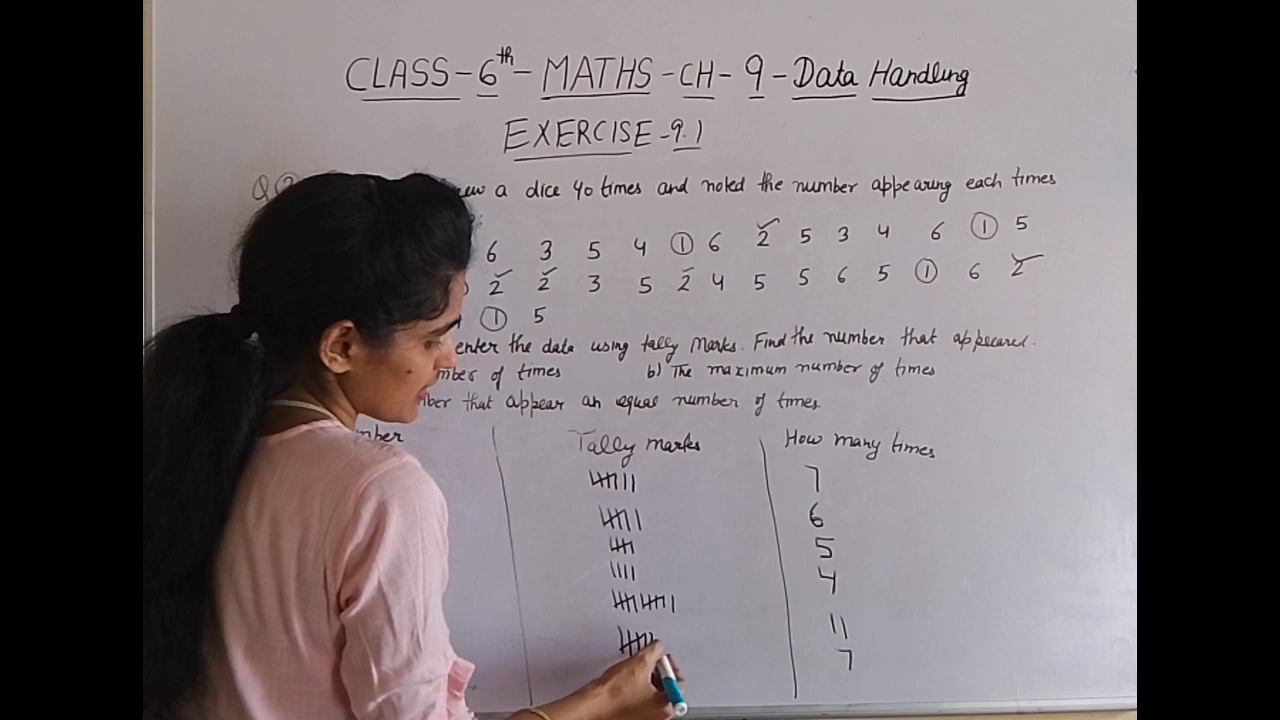 CLASS-6th-MATHS-CH-9-Data Handling
EXERCISE-9.1
Q a dice 40 times and noted the number appearing each times
6 3 5 4 1 6 2 5 3 4 6 1 5
2 2 3 5 2 4 5 5 6 5 1 6 2
1 5
enter the data using tally Marks. Find the number that appeared.
of times b) The maximum number of times
that appear an equal number of times
Tally marks How many times
7
6
5
4
11
7